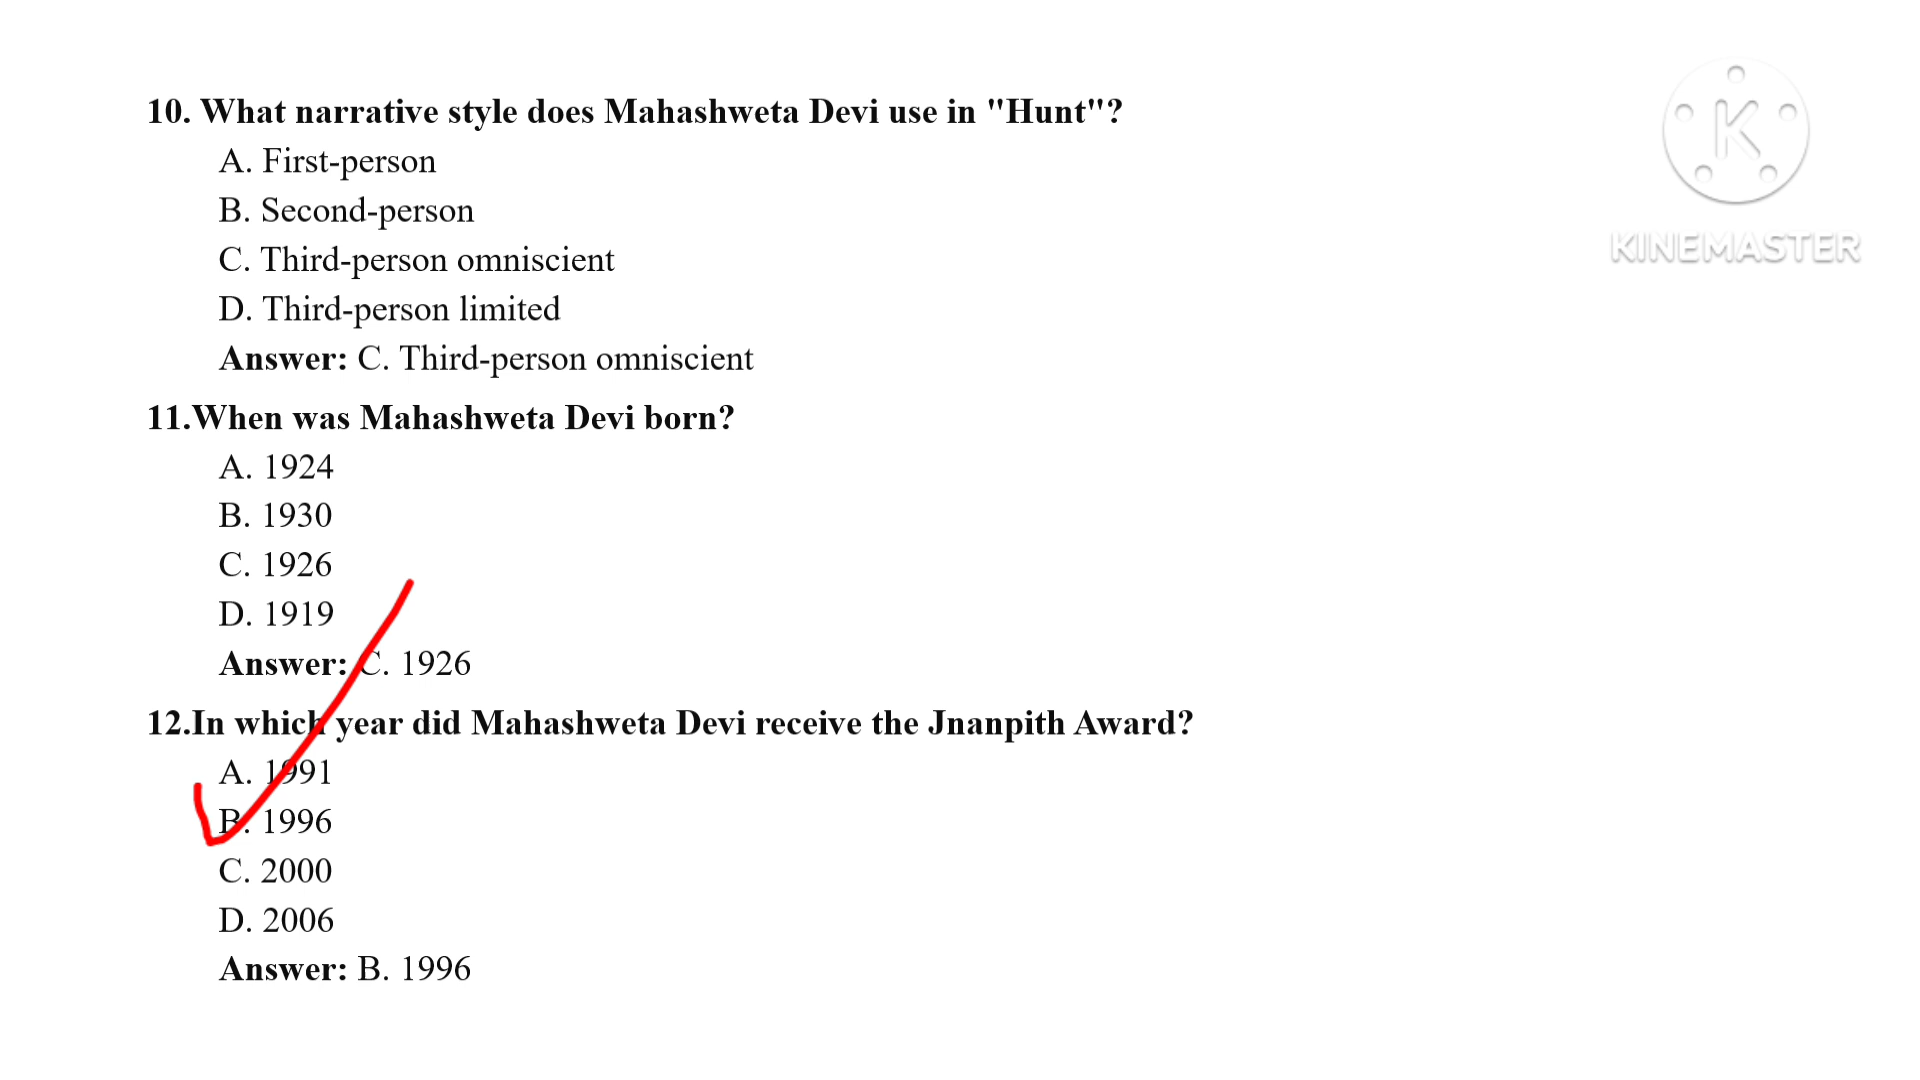 10. What narrative style does Mahashweta Devi use in "Hunt"?
A. First-person
B. Second-person
C. Third-person omniscient
D. Third-person limited
Answer: C. Third-person omniscient
11.When was Mahashweta Devi born?
A. 1924
B. 1930
C. 1926
D. 1919
Answer: C. 1926
12.In which year did Mahashweta Devi receive the Jnanpith Award?
A. 1991
B. 1996
C. 2000
D. 2006
Answer: B. 1996
K
KINEMASTER